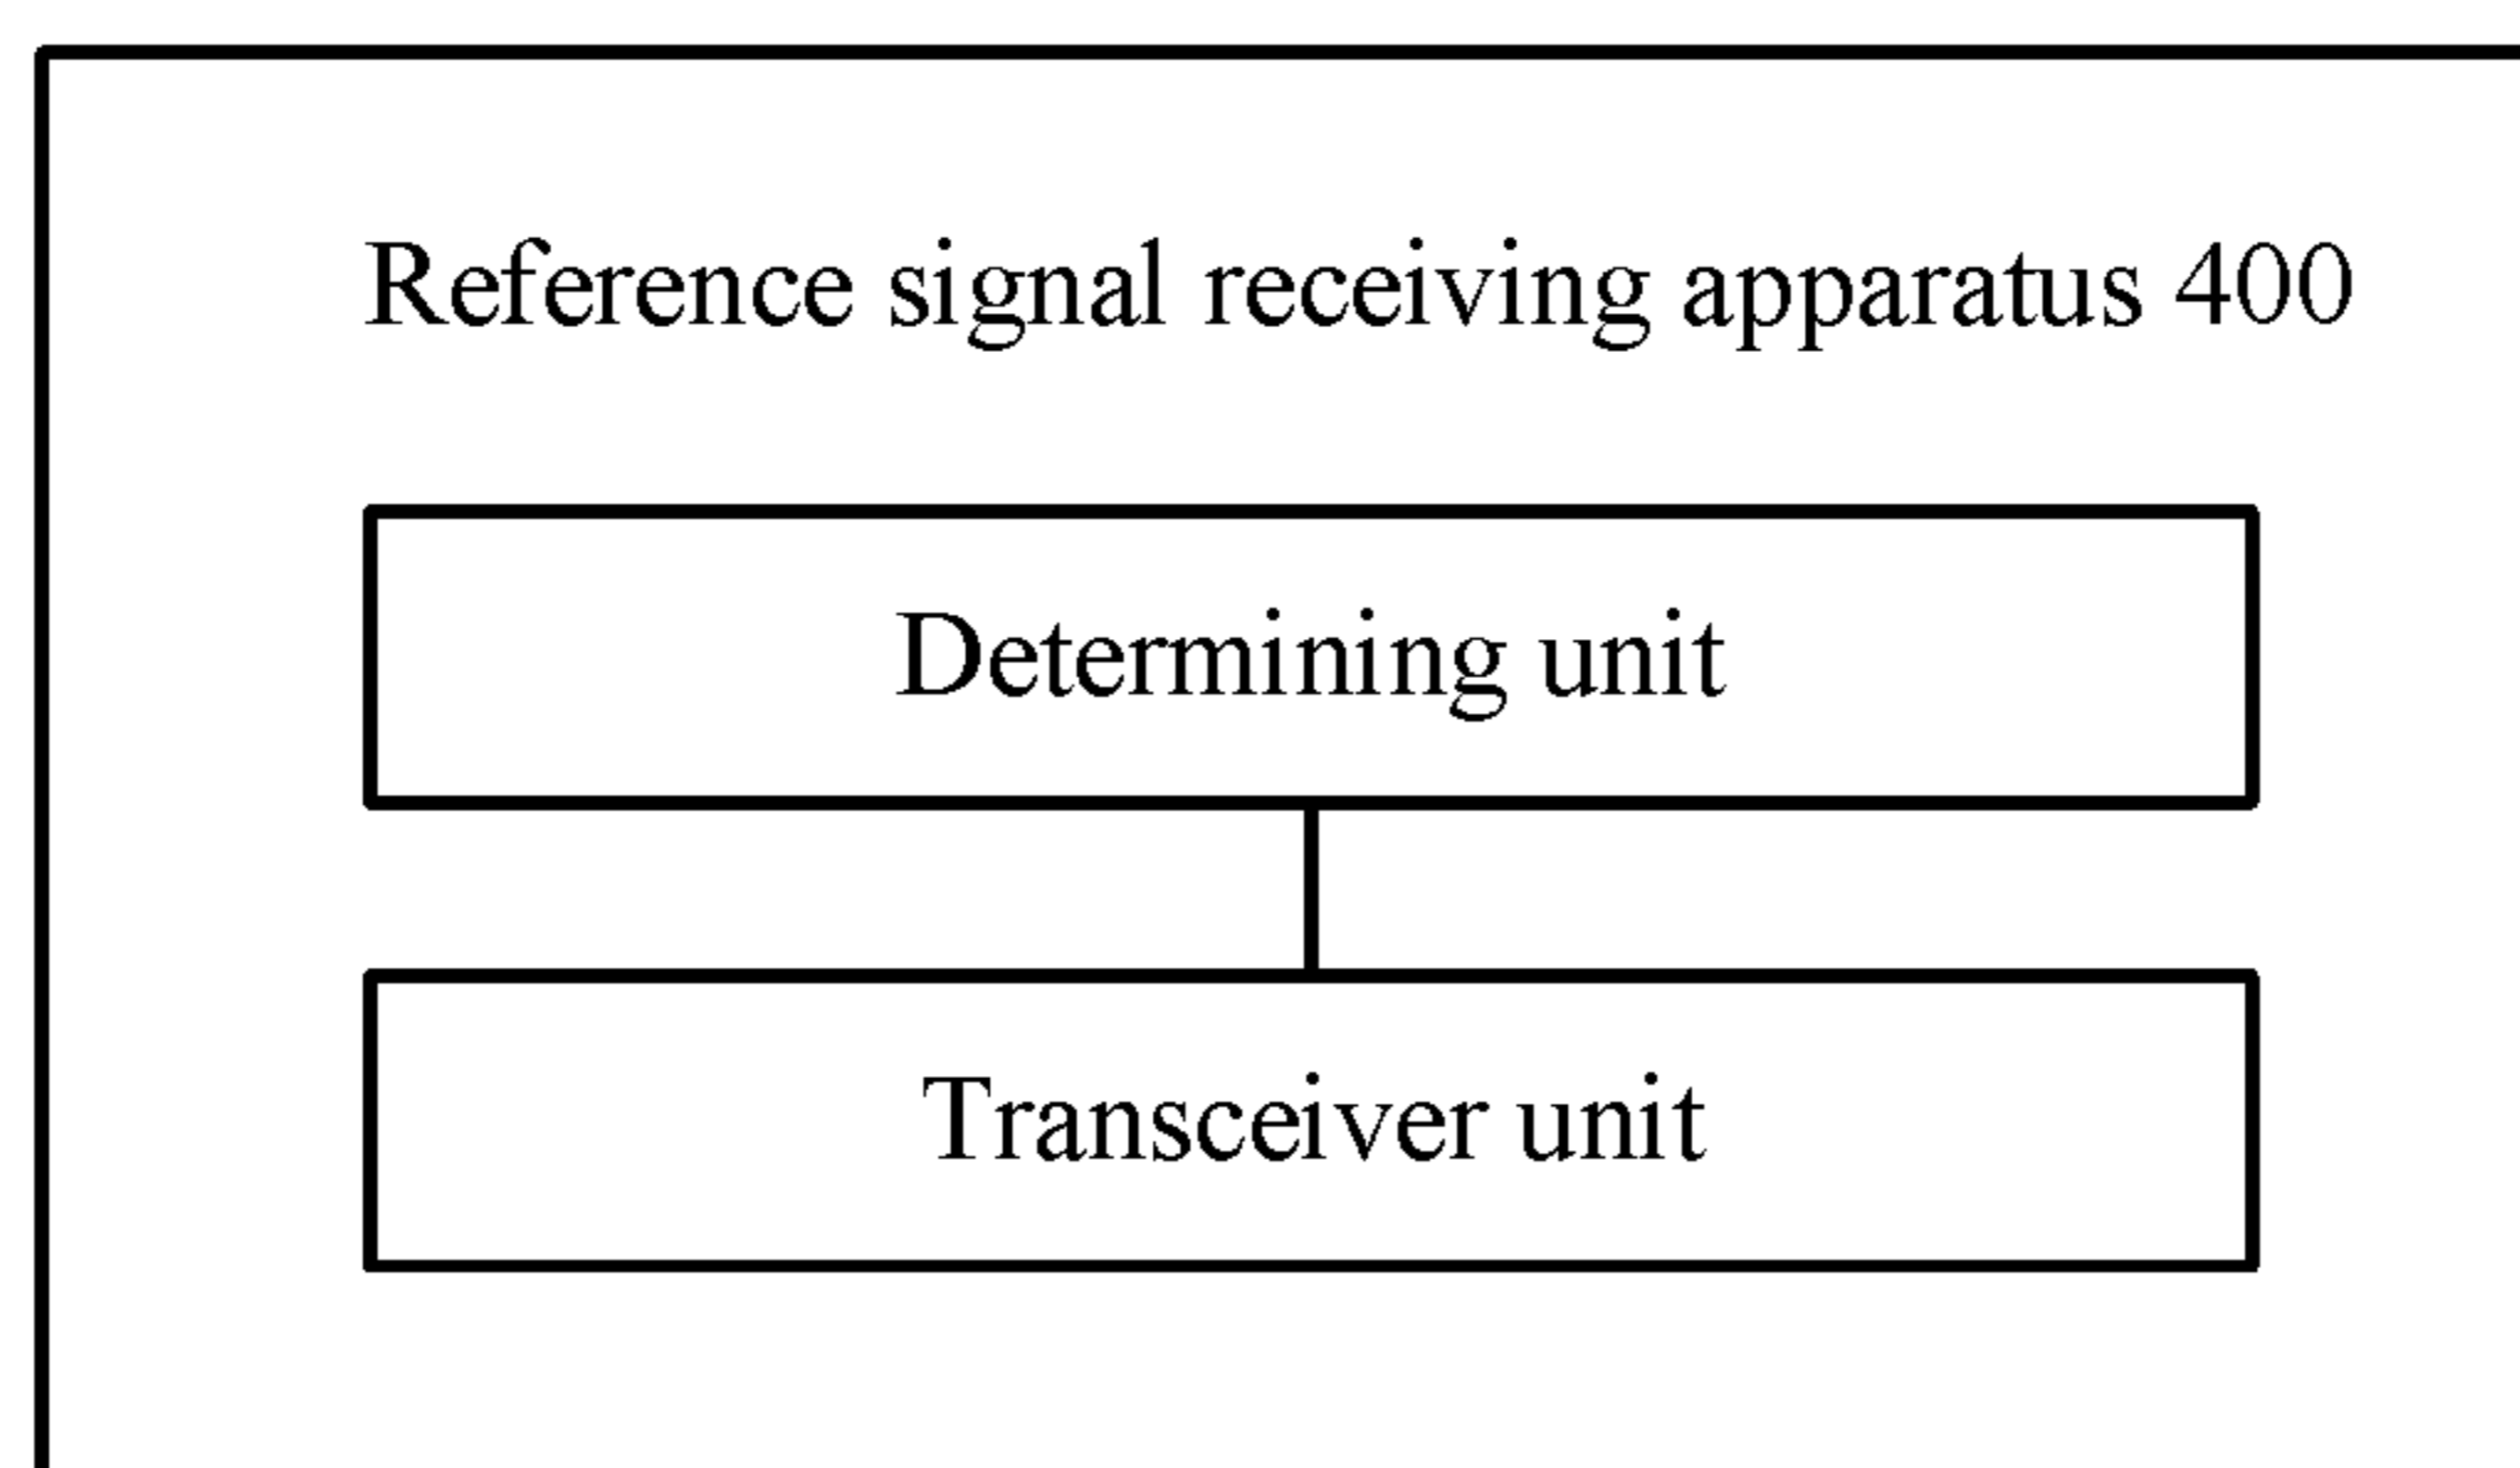 Reference signal receiving apparatus 400
Determining unit
Transceiver unit